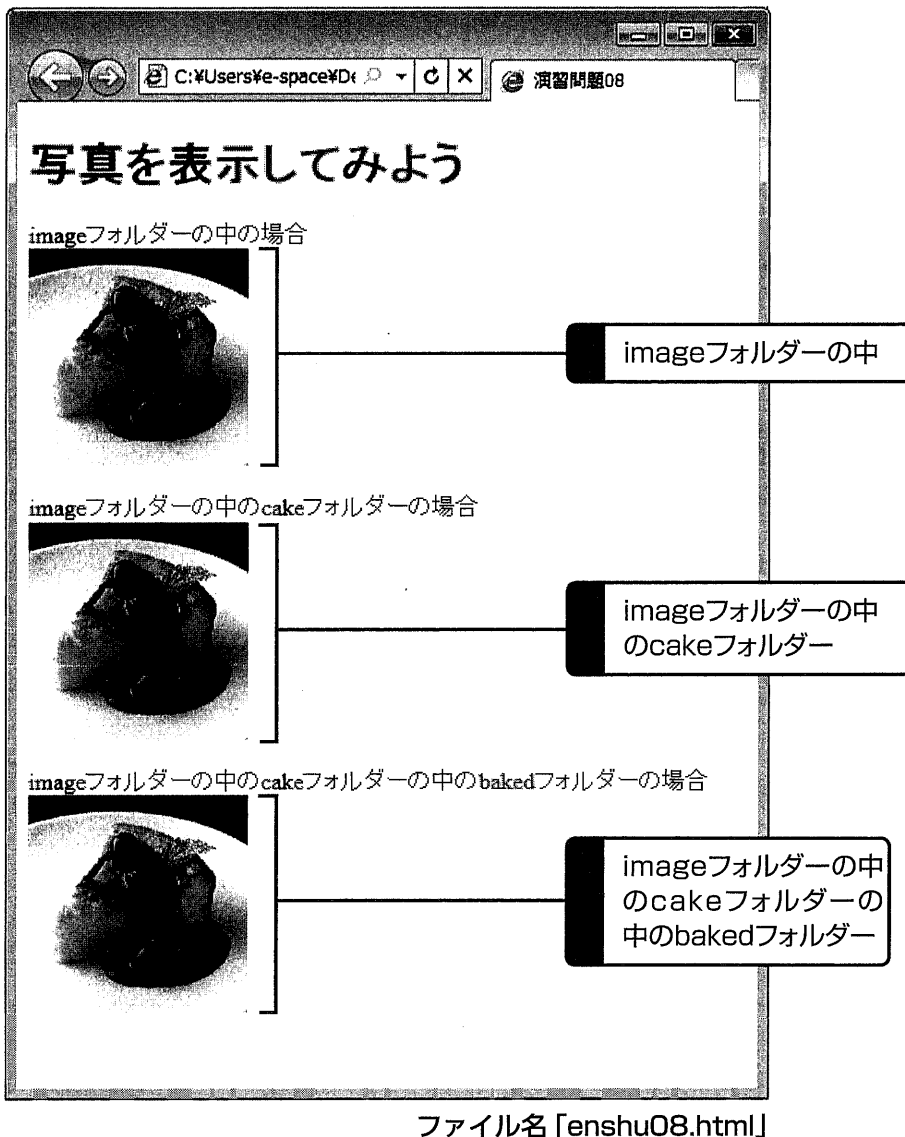 C:¥Users¥e-space¥De
演習問題08
写真を表示してみよう
imageフォルダーの中の場合
imageフォルダーの中
imageフォルダーの中のcakeフォルダーの場合
imageフォルダーの中
のcakeフォルダー
imageフォルダーの中のcakeフォルダーの中のbakedフォルダーの場合
imageフォルダーの中
のcakeフォルダーの
中のbakedフォルダー
ファイル名「enshu08.html」